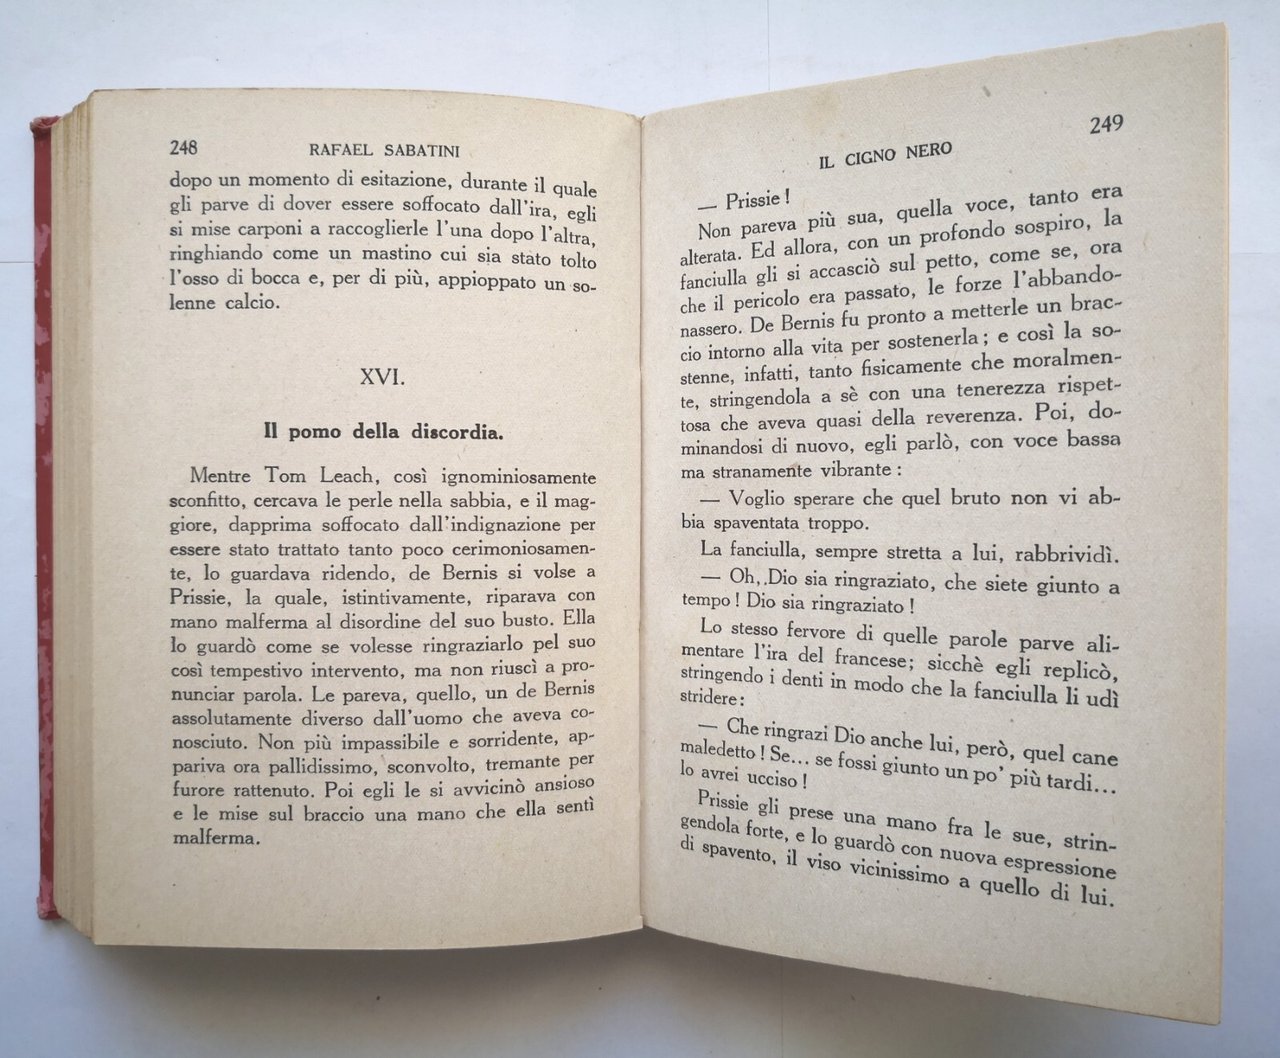 248
RAFAEL SABATINI
dopo un momento di esitazione, durante il quale
gli parve di dover essere soffocato dall'ira, egli
si mise carponi a raccoglierle l'una dopo l'altra,
ringhiando come un mastino cui sia stato tolto
l'osso di bocca e, per di più, appioppato un so-
lenne calcio.
XVI.
Il pomo della discordia.
Mentre Tom Leach, così ignominiosamente
sconfitto, cercava le perle nella sabbia, e il mag-
giore, dapprima soffocato dall'indignazione per
essere stato trattato tanto poco cerimoniosamen-
te, lo guardava ridendo, de Bernis si volse a
Prissie, la quale, istintivamente, riparava con
mano malferma al disordine del suo busto. Ella
lo guardò come se volesse ringraziarlo pel suo
così tempestivo intervento, ma non riuscì a pro-
nunciar parola. Le pareva, quello, un de Bernis
assolutamente diverso dall'uomo che aveva co-
nosciuto. Non più impassibile e sorridente, ap-
pariva ora pallidissimo, sconvolto, tremante per
furore rattenuto. Poi egli le si avvicinò ansioso
e le mise sul braccio una mano che ella sentì
malferma.
249
IL CIGNO NERO
— Prissie !
Non pareva più sua, quella voce, tanto era
alterata. Ed allora, con un profondo sospiro, la
fanciulla gli si accasciò sul petto, come se, ora
che il pericolo era passato, le forze l'abbando-
nassero. De Bernis fu pronto a metterle un brac-
cio intorno alla vita per sostenerla ; e così la so-
stenne, infatti, tanto fisicamente che moralmen-
te, stringendola a sè con una tenerezza rispet-
tosa che aveva quasi della reverenza. Poi, do-
minandosi di nuovo, egli parlò, con voce bassa
ma stranamente vibrante :
— Voglio sperare che quel bruto non vi ab-
bia spaventata troppo.
La fanciulla, sempre stretta a lui, rabbrividì.
— Oh, Dio sia ringraziato, che siete giunto a
tempo ! Dio sia ringraziato !
Lo stesso fervore di quelle parole parve ali-
mentare l'ira del francese; sicchè egli replicò,
stringendo i denti in modo che la fanciulla li udì
stridere :
— Che ringrazi Dio anche lui, però, quel cane
maledetto ! Se... se fossi giunto un po' più tardi...
lo avrei ucciso !
Prissie gli prese una mano fra le sue, strin-
gendola forte, e lo guardò con nuova espressione
di spavento, il viso vicinissimo a quello di lui.